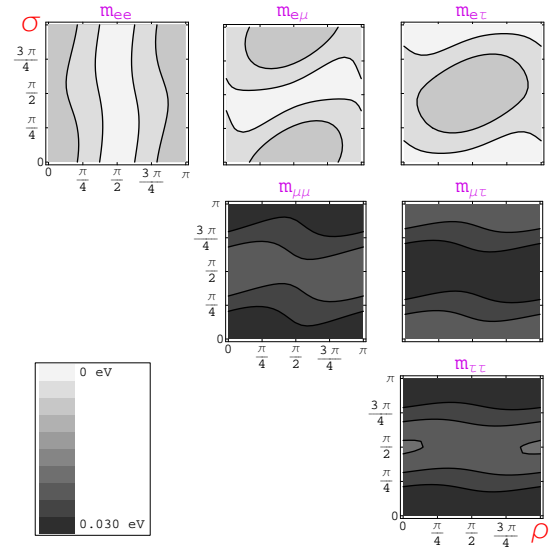 m_ee m_eμ m_eτ
σ
3π/4
π/2
π/4
0
0 π/4 π/2 3π/4 π
m_μμ m_μτ
π
3π/4
π/2
π/4
0
0 π/4 π/2 3π/4 π
m_ττ
π
3π/4
π/2
π/4
0
0 π/4 π/2 3π/4 ρ
0 eV
0.030 eV